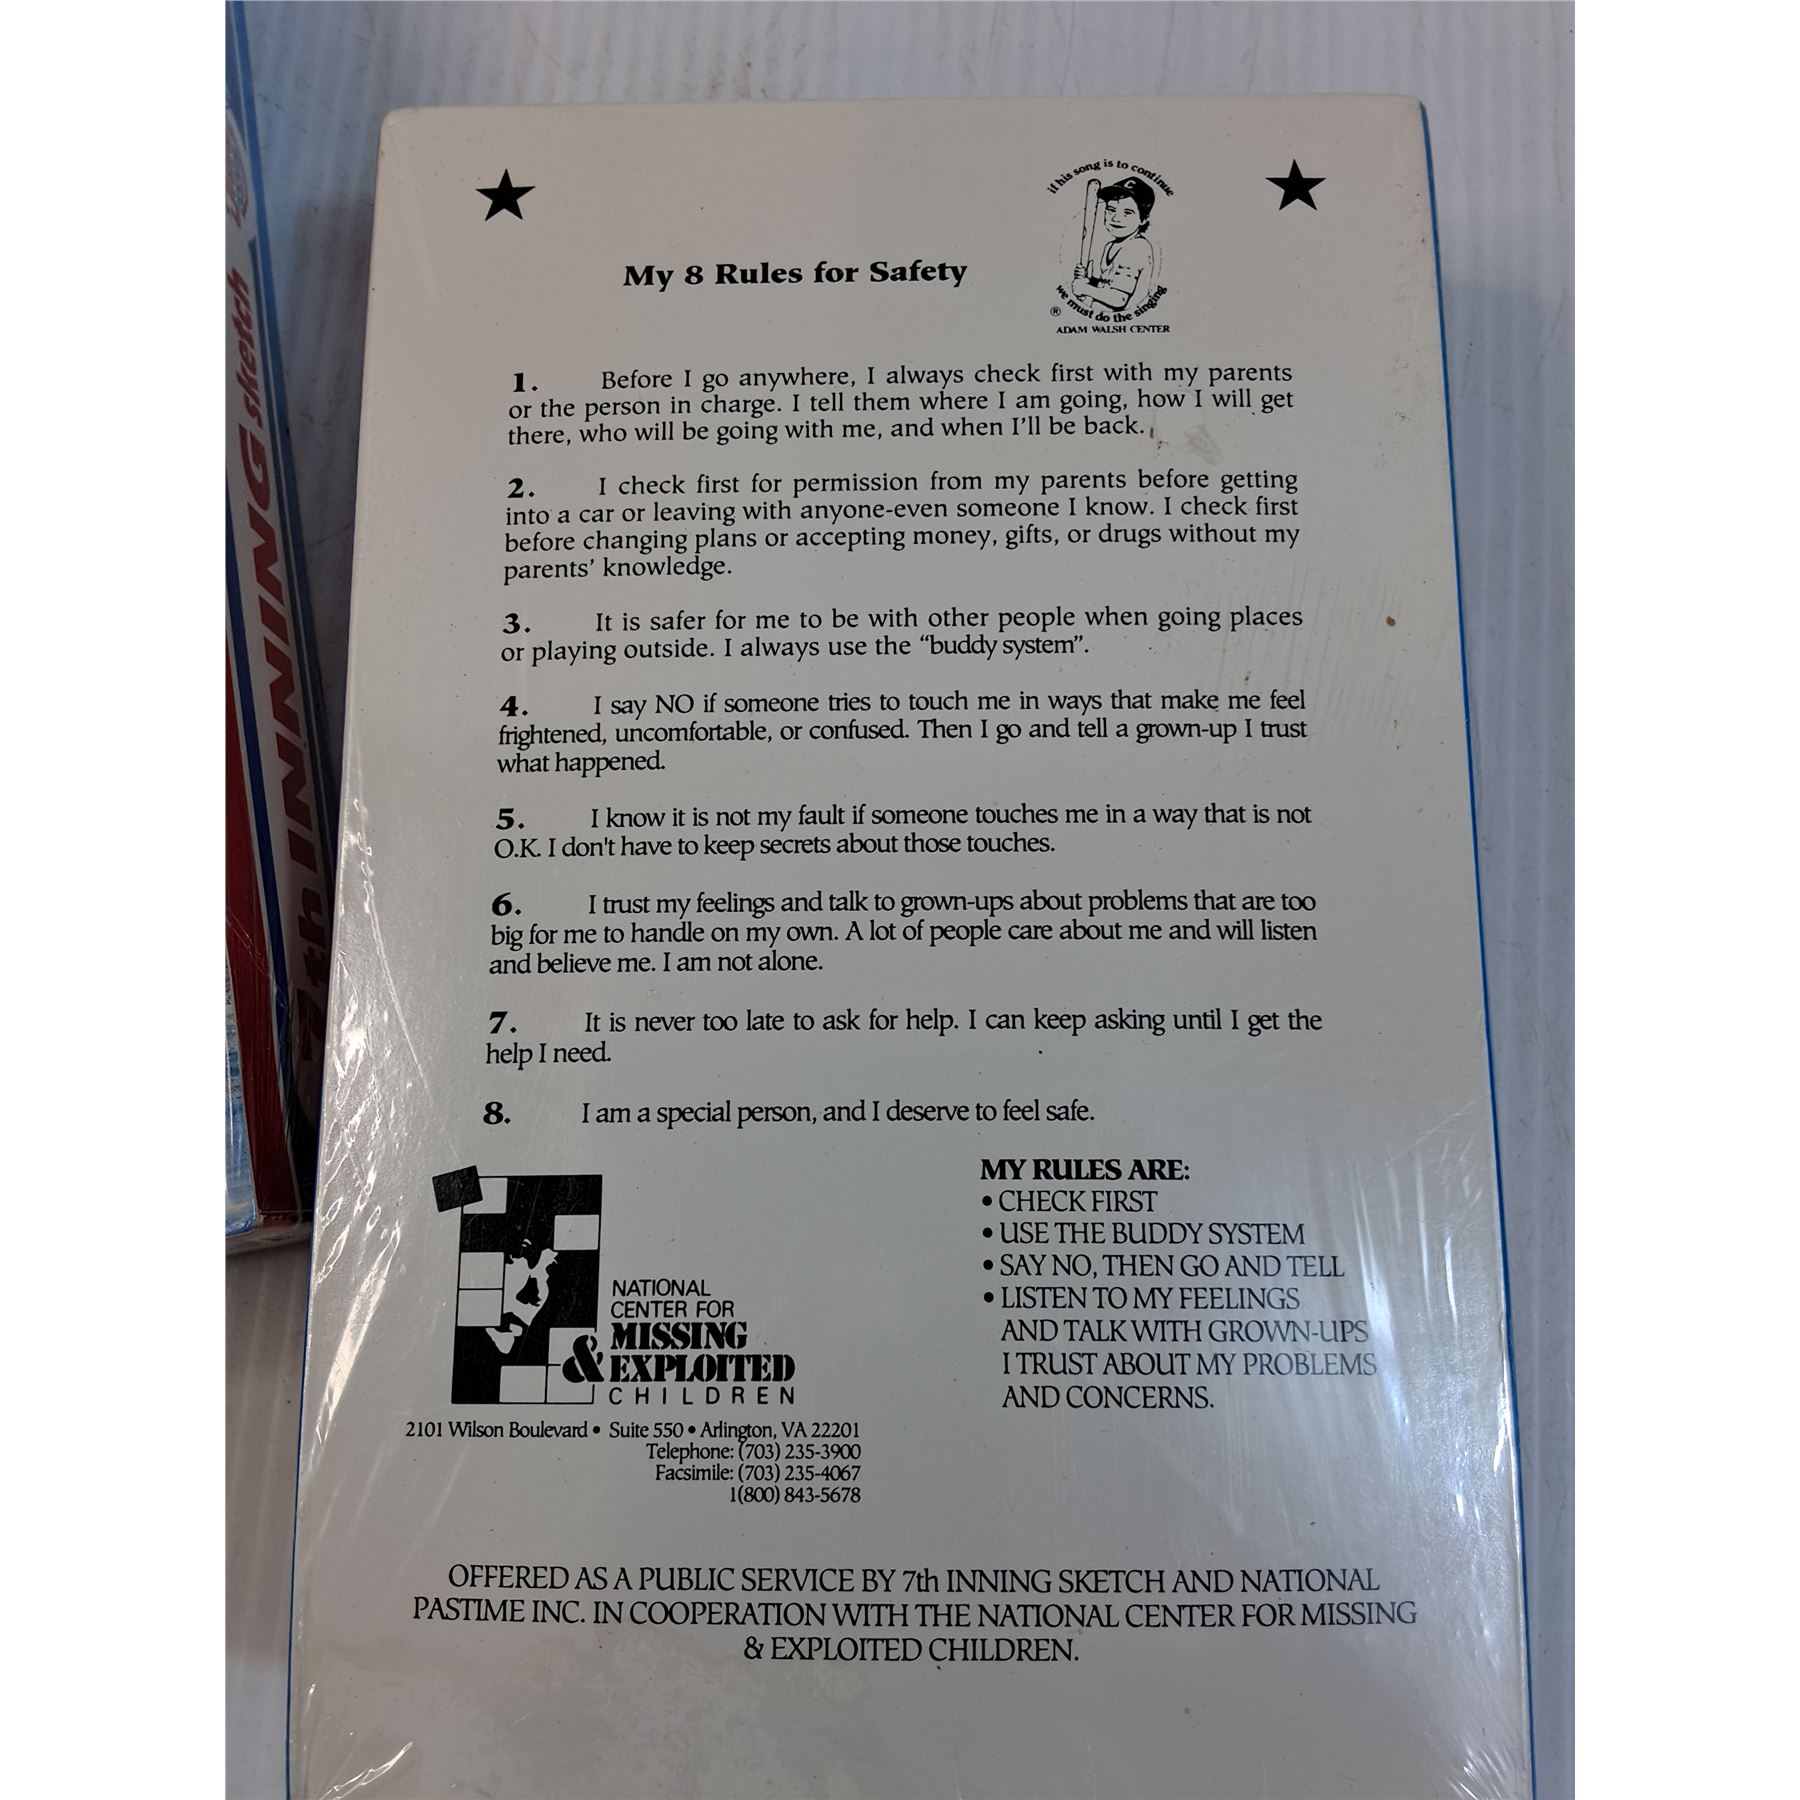 if his song is to continue
we must do the singing
®
ADAM WALSH CENTER
My 8 Rules for Safety
1. Before I go anywhere, I always check first with my parents
or the person in charge. I tell them where I am going, how I will get
there, who will be going with me, and when I'll be back.
2. I check first for permission from my parents before getting
into a car or leaving with anyone-even someone I know. I check first
before changing plans or accepting money, gifts, or drugs without my
parents' knowledge.
3. It is safer for me to be with other people when going places
or playing outside. I always use the "buddy system".
4. I say NO if someone tries to touch me in ways that make me feel
frightened, uncomfortable, or confused. Then I go and tell a grown-up I trust
what happened.
5. I know it is not my fault if someone touches me in a way that is not
O.K. I don't have to keep secrets about those touches.
6. I trust my feelings and talk to grown-ups about problems that are too
big for me to handle on my own. A lot of people care about me and will listen
and believe me. I am not alone.
7. It is never too late to ask for help. I can keep asking until I get the
help I need.
8. I am a special person, and I deserve to feel safe.
NATIONAL
CENTER FOR
MISSING
& EXPLOITED
CHILDREN
2101 Wilson Boulevard • Suite 550 • Arlington, VA 22201
Telephone: (703) 235-3900
Facsimile: (703) 235-4067
1(800) 843-5678
MY RULES ARE:
• CHECK FIRST
• USE THE BUDDY SYSTEM
• SAY NO, THEN GO AND TELL
• LISTEN TO MY FEELINGS
AND TALK WITH GROWN-UPS
I TRUST ABOUT MY PROBLEMS
AND CONCERNS.
OFFERED AS A PUBLIC SERVICE BY 7th INNING SKETCH AND NATIONAL
PASTIME INC. IN COOPERATION WITH THE NATIONAL CENTER FOR MISSING
& EXPLOITED CHILDREN.
7th INNING sketch